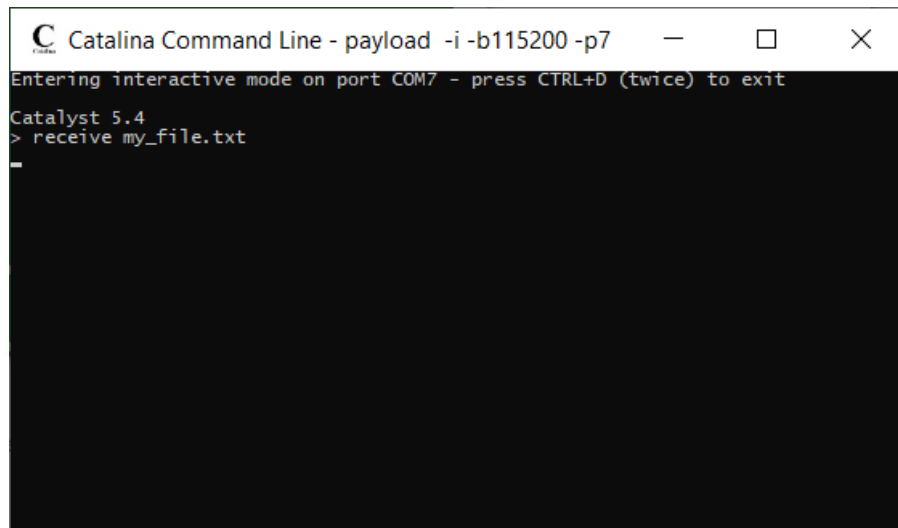 C
Catalina
Catalina Command Line - payload  -i -b115200 -p7
Entering interactive mode on port COM7 - press CTRL+D (twice) to exit
Catalyst 5.4
> receive my_file.txt